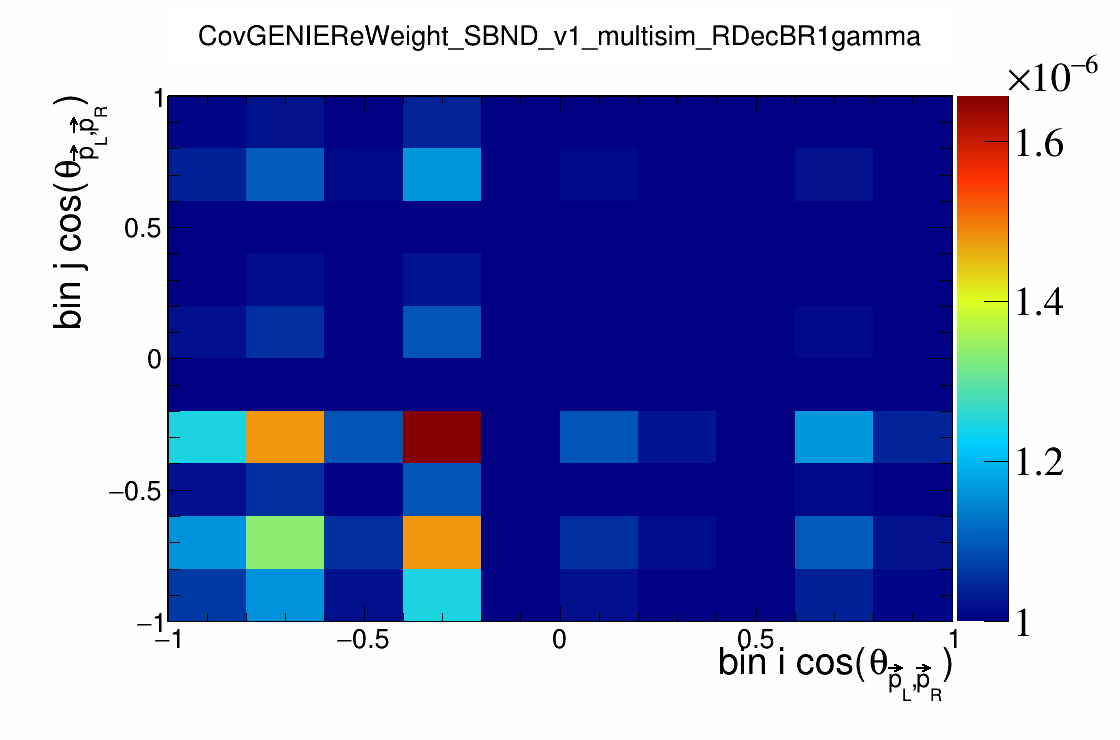 CovGENIEReWeight_SBND_v1_multisim_RDecBR1gamma
×10⁻⁶
bin j cos(θ_{p⃗_L,p⃗_R})
1
0.5
0
−0.5
−1
1.6
1.4
1.2
1
−1 −0.5 0 0.5 1
bin i cos(θ_{p⃗_L,p⃗_R})